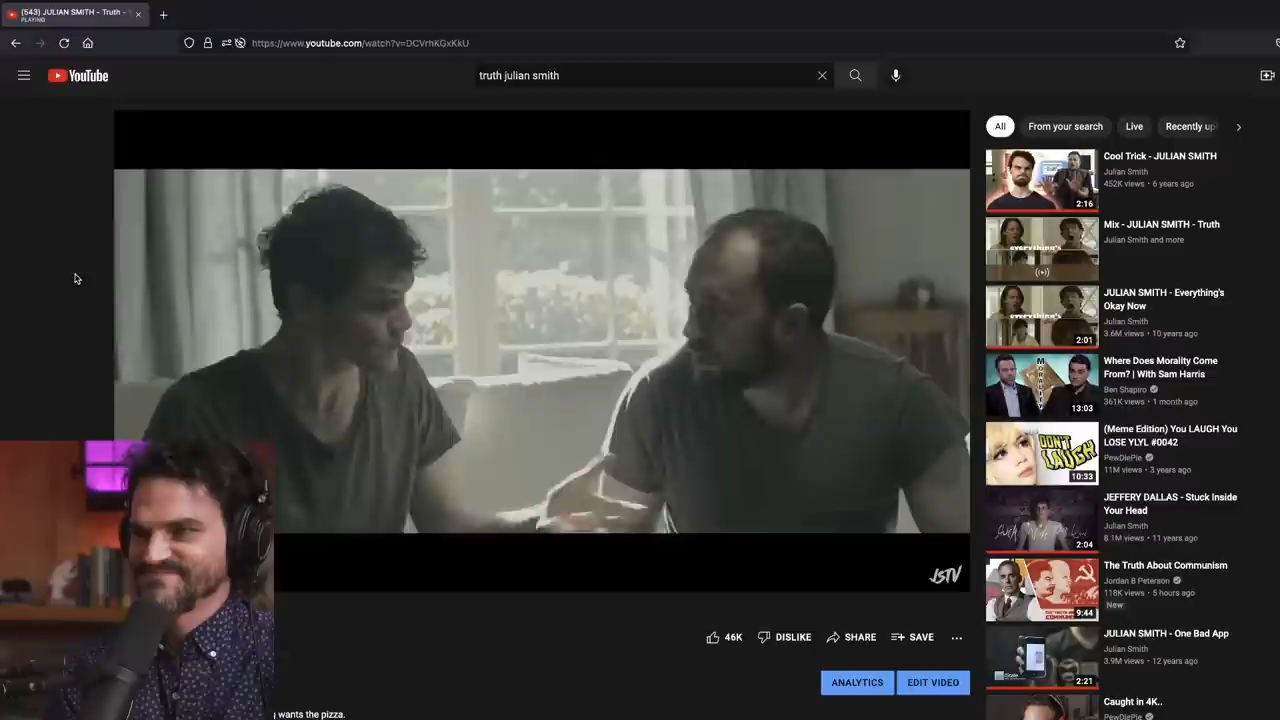 (543) JULIAN SMITH - Truth -
PLAYING
https://www.youtube.com/watch?v=DCVrhKGxKkU
YouTube
truth julian smith
All
From your search
Live
Recently up
Cool Trick - JULIAN SMITH
Julian Smith
452K views • 6 years ago
2:16
Mix - JULIAN SMITH - Truth
Julian Smith and more
everything's
JULIAN SMITH - Everything's
Okay Now
Julian Smith
3.6M views • 10 years ago
everything's
2:01
Where Does Morality Come
From? | With Sam Harris
Ben Shapiro
361K views • 1 month ago
MORALITY
13:03
(Meme Edition) You LAUGH You
LOSE YLYL #0042
PewDiePie
11M views • 3 years ago
DON'T
LAUGH
10:33
JEFFERY DALLAS - Stuck Inside
Your Head
Julian Smith
8.1M views • 11 years ago
2:04
The Truth About Communism
Jordan B Peterson
118K views • 5 hours ago
New
9:44
JULIAN SMITH - One Bad App
Julian Smith
3.9M views • 12 years ago
2:21
Caught in 4K..
PewDiePie
JSTV
46K
DISLIKE
SHARE
SAVE
ANALYTICS
EDIT VIDEO
wants the pizza.